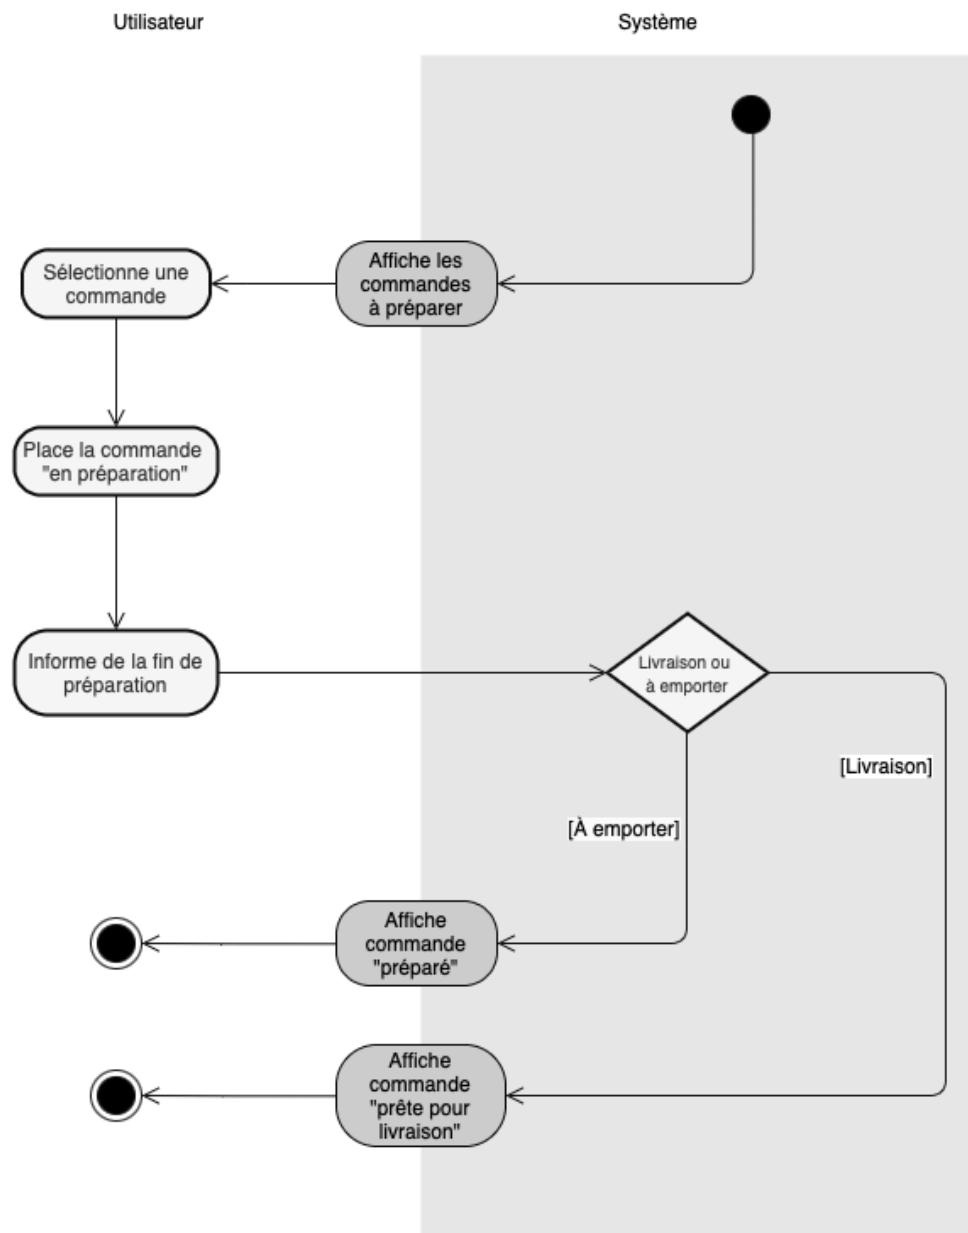 Utilisateur
Système
Affiche les
commandes
à préparer
Sélectionne une
commande
Place la commande
"en préparation"
Informe de la fin de
préparation
Livraison ou
à emporter
[Livraison]
[À emporter]
Affiche
commande
"préparé"
Affiche
commande
"prête pour
livraison"